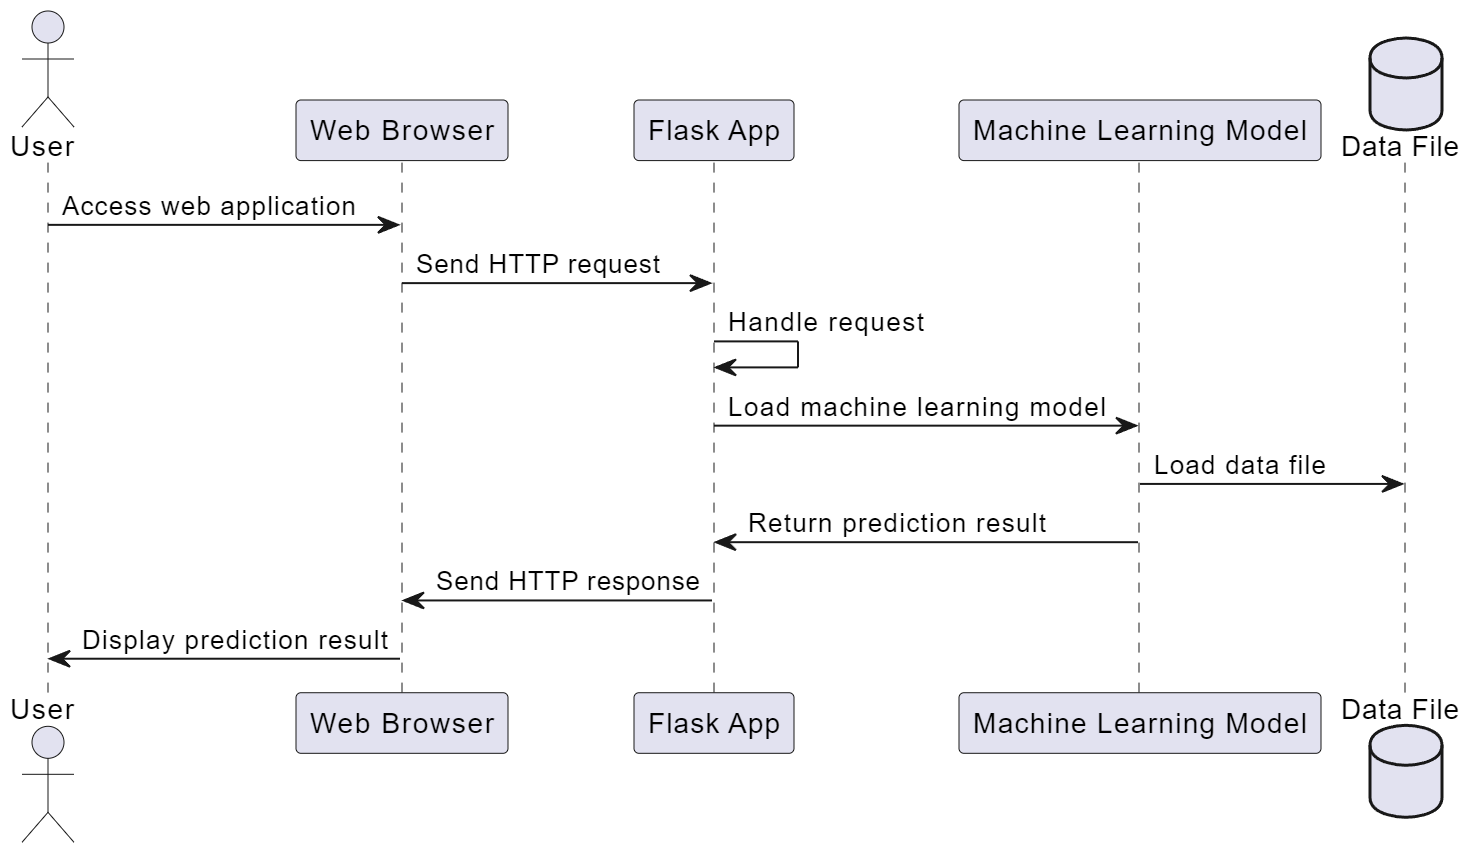 User
Web Browser
Flask App
Machine Learning Model
Data File
Access web application
Send HTTP request
Handle request
Load machine learning model
Load data file
Return prediction result
Send HTTP response
Display prediction result
User
Web Browser
Flask App
Machine Learning Model
Data File